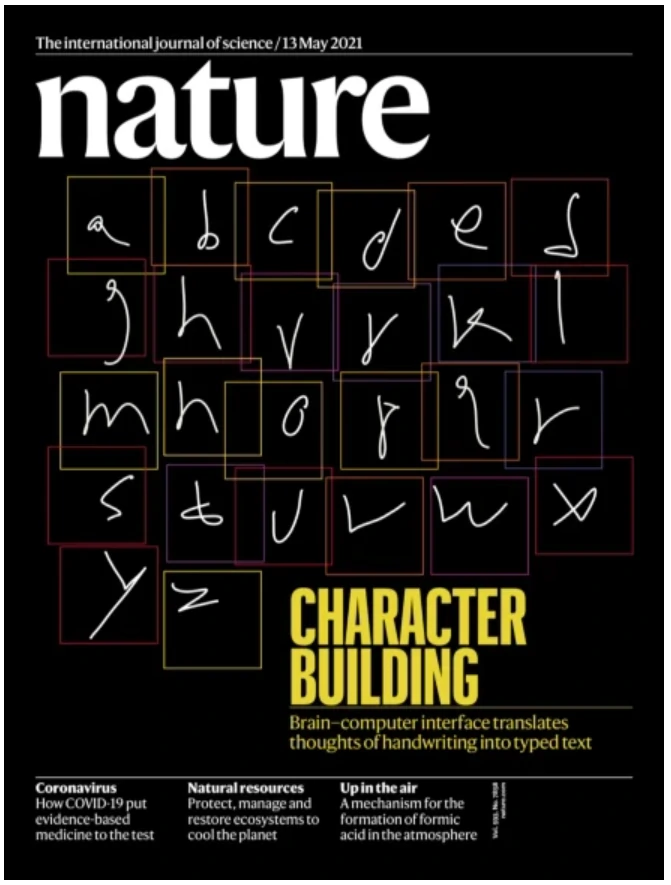 The international journal of science / 13 May 2021
nature
a b c d e f
g h i j k l
m n o p q r
s t u v w x
y z
CHARACTER
BUILDING
Brain–computer interface translates
thoughts of handwriting into typed text
Coronavirus
How COVID-19 put
evidence-based
medicine to the test
Natural resources
Protect, manage and
restore ecosystems to
cool the planet
Up in the air
A mechanism for the
formation of formic
acid in the atmosphere
nature.com